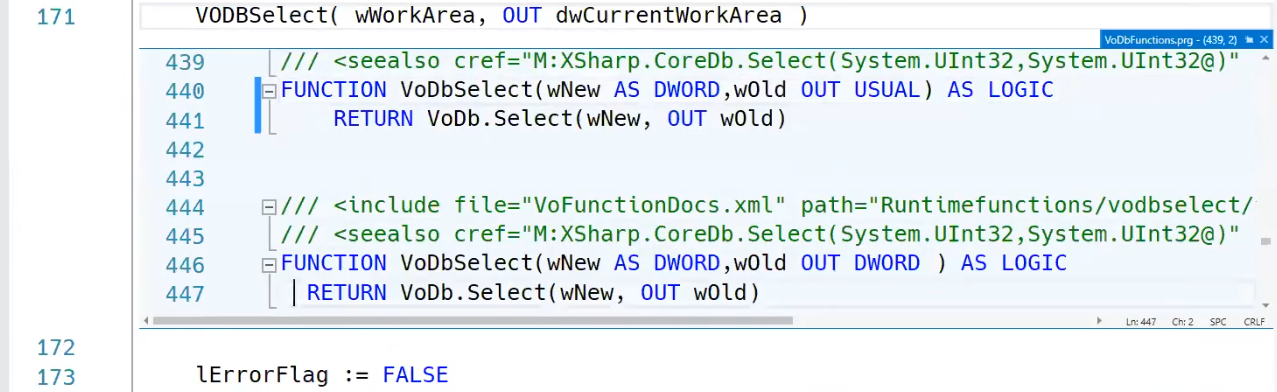 171 VODBSelect( wWorkArea, OUT dwCurrentWorkArea )
VoDbFunctions.prg - (439, 2)
439 /// <seealso cref="M:XSharp.CoreDb.Select(System.UInt32,System.UInt32@)"
440 FUNCTION VoDbSelect(wNew AS DWORD,wOld OUT USUAL) AS LOGIC
441 RETURN VoDb.Select(wNew, OUT wOld)
442
443
444 /// <include file="VoFunctionDocs.xml" path="Runtimefunctions/vodbselect/
445 /// <seealso cref="M:XSharp.CoreDb.Select(System.UInt32,System.UInt32@)"
446 FUNCTION VoDbSelect(wNew AS DWORD,wOld OUT DWORD ) AS LOGIC
447 RETURN VoDb.Select(wNew, OUT wOld)
Ln: 447 Ch: 2 SPC CRLF
172
173 lErrorFlag := FALSE